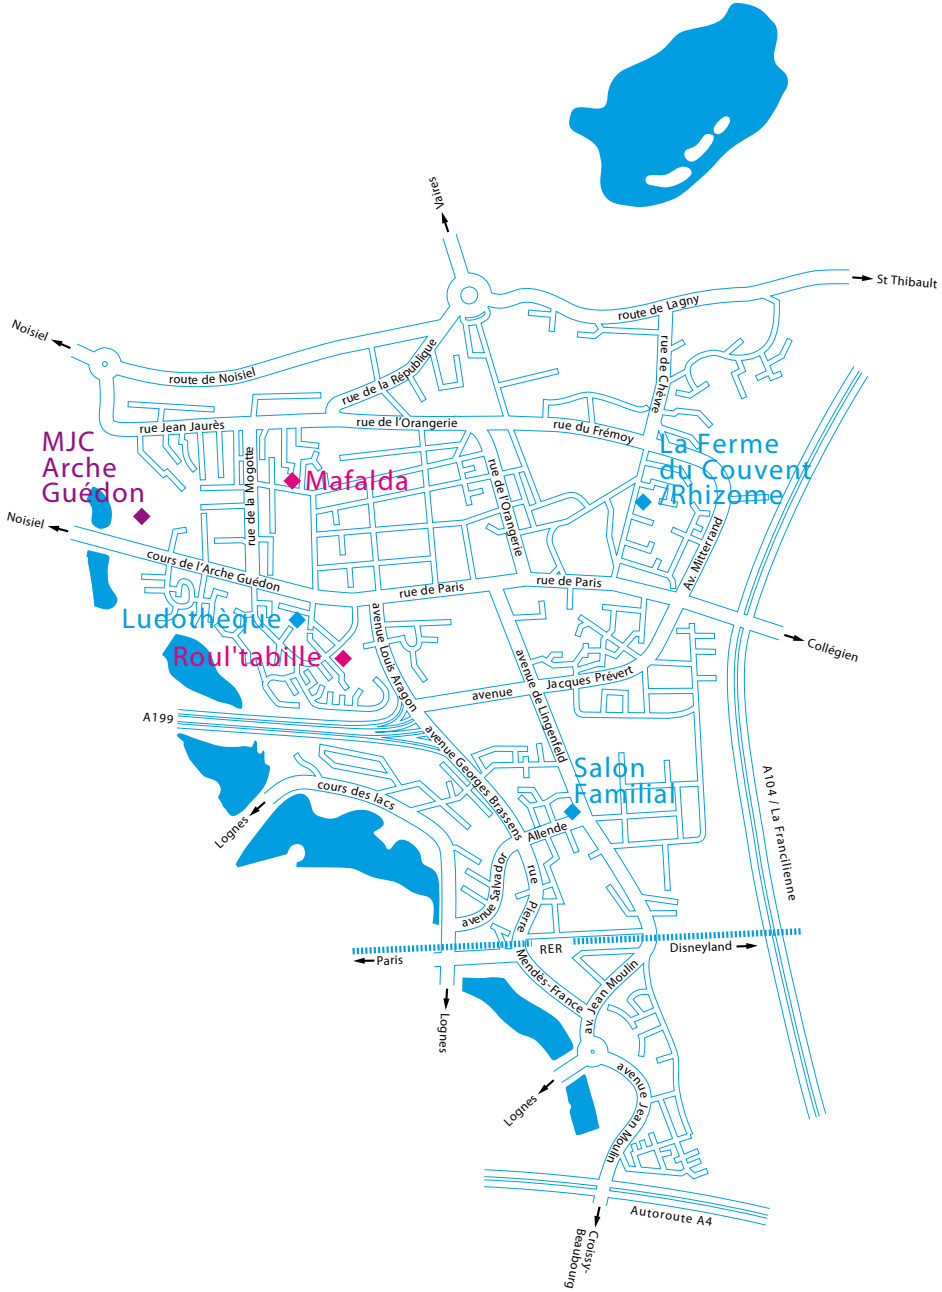 Vaires
St Thibault
route de Lagny
Noisiel
route de Noisiel
rue de la République
rue de Chèvre
rue Jean Jaurès
rue de l'Orangerie
rue du Frémoy
MJC
Arche
Guédon
La Ferme
du Couvent
/Rhizome
Mafalda
rue de la Mogotte
rue de l'Orangerie
Noisiel
cours de l'Arche Guédon
rue de Paris
rue de Paris
Av. Mitterrand
Ludothèque
Roul'tabille
Collégien
avenue Louis Aragon
avenue de Lingenfeld
avenue
Jacques Prévert
A199
avenue Georges Brassens
Salon
Familial
A104 / La Francilienne
cours des lacs
Lognes
Allende
avenue Salvador
rue
Pierre
Mendès-France
RER
Paris
Disneyland
av. Jean Moulin
Lognes
Lognes
avenue Jean Moulin
Autoroute A4
Croissy-
Beaubourg